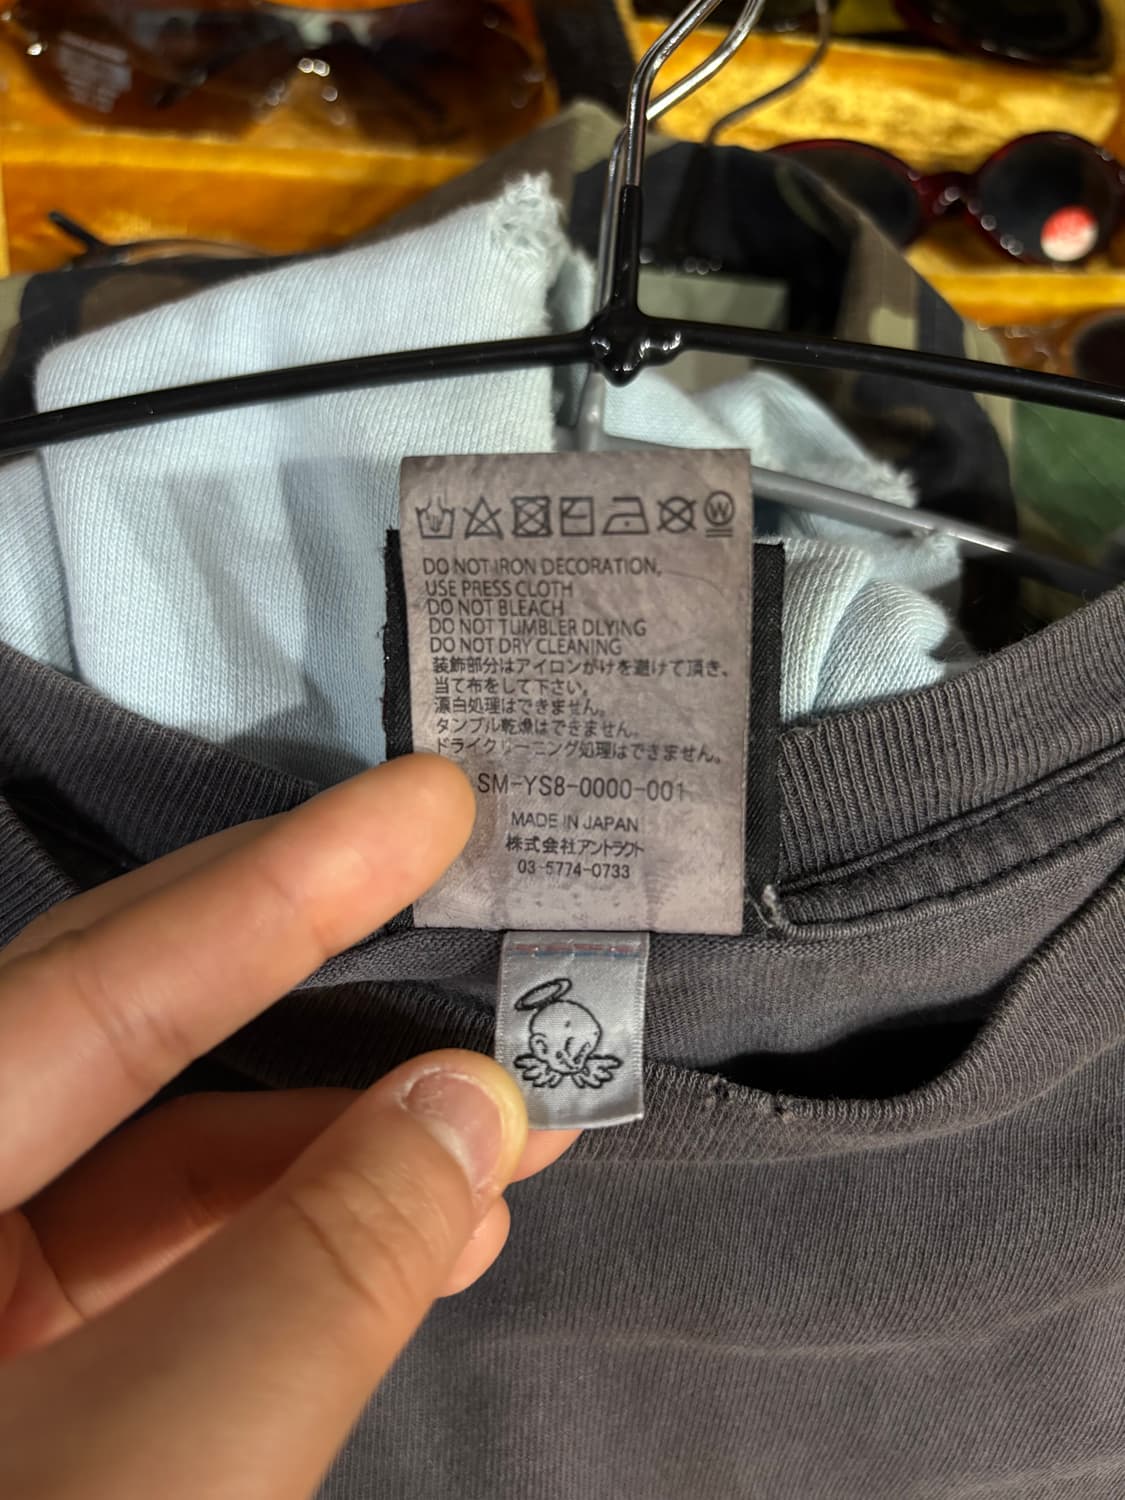 W
DO NOT IRON DECORATION,
USE PRESS CLOTH
DO NOT BLEACH
DO NOT TUMBLER DLYING
DO NOT DRY CLEANING
装飾部分はアイロンがけを避けて頂き、
当て布をして下さい。
漂白処理はできません。
タンブル乾燥はできません。
ドライクリーニング処理はできません。
SM-YS8-0000-001
MADE IN JAPAN
株式会社アントラクト
03-5774-0733